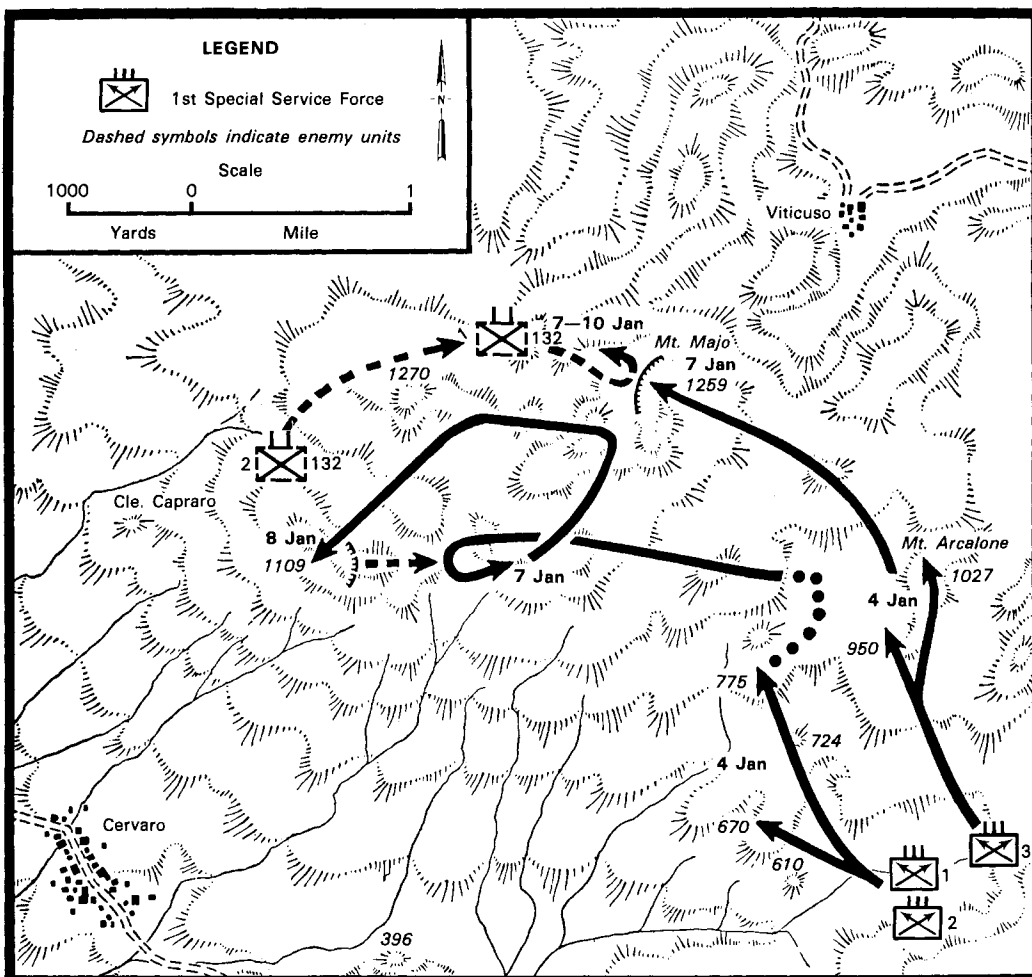 LEGEND
1st Special Service Force
Dashed symbols indicate enemy units
Scale
1000 0 1
Yards Mile
N
Viticuso
132
7–10 Jan
Mt. Majo
7 Jan
1259
1270
2 132
Cle. Capraro
8 Jan
1109
7 Jan
Mt. Arcalone
1027
4 Jan
950
775
724
4 Jan
670
610
3
1
2
Cervaro
396